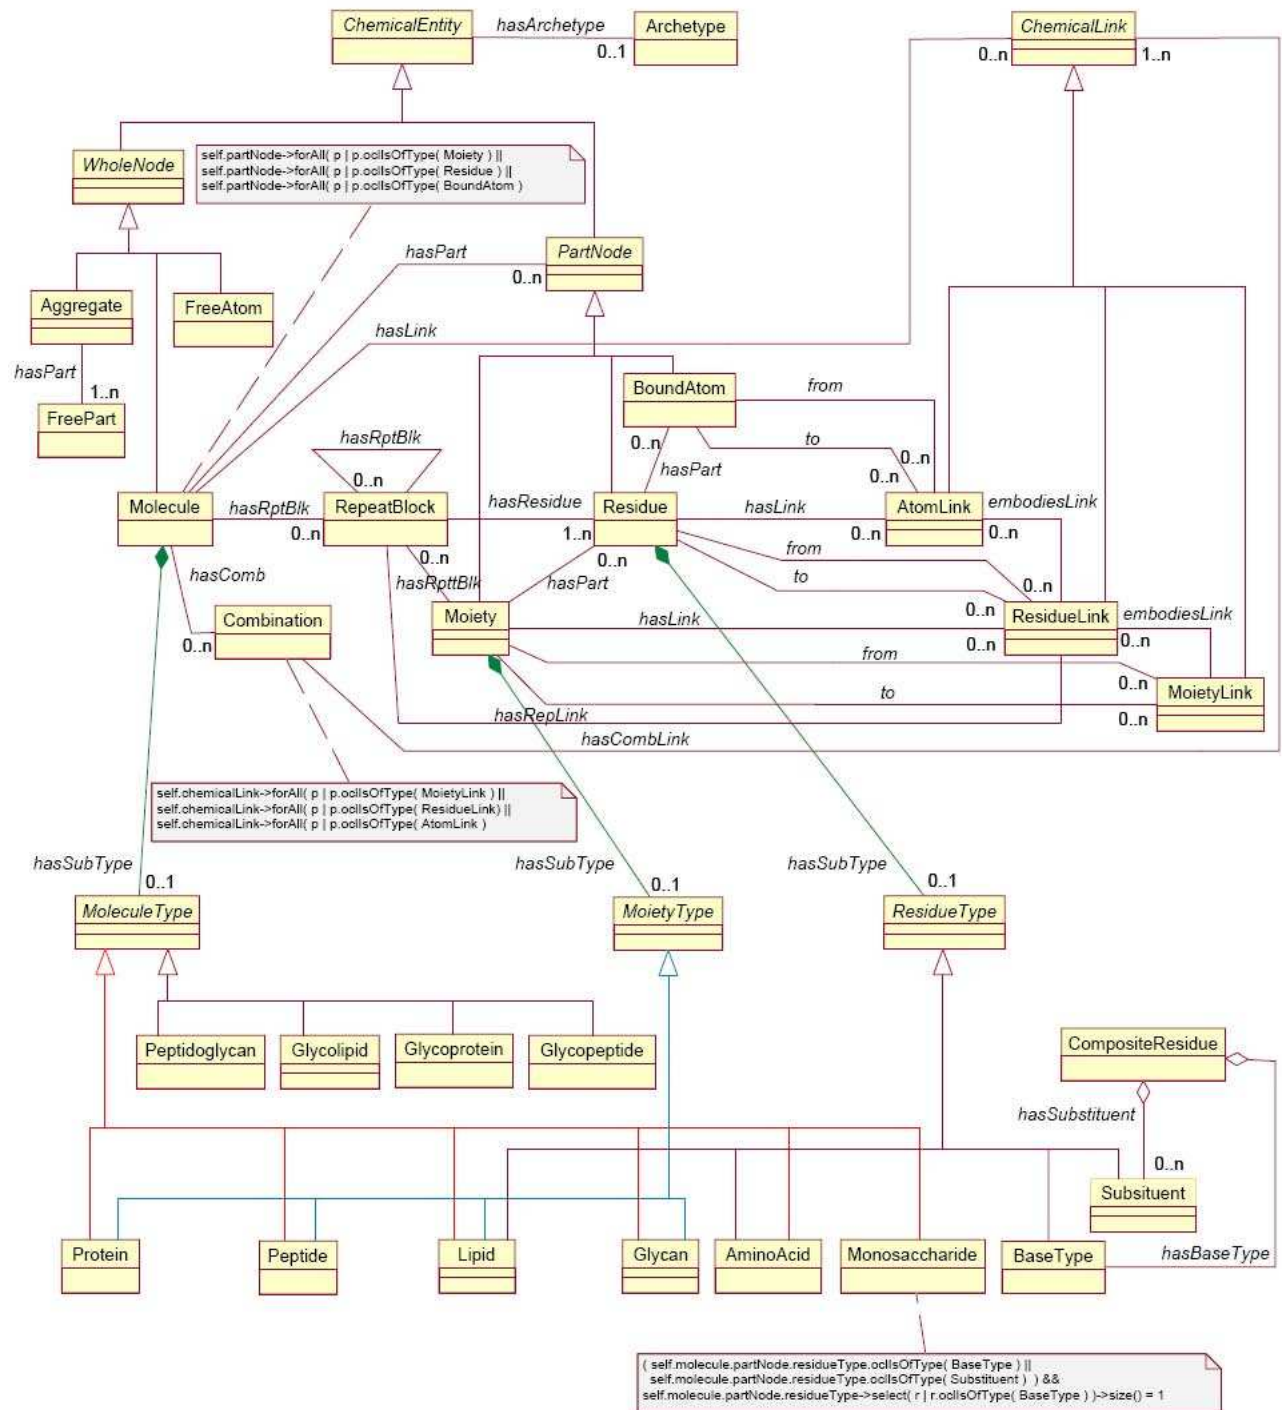 ChemicalEntity
hasArchetype
0..1
Archetype
ChemicalLink
0..n
1..n
WholeNode
self.partNode->forAll( p | p.oclIsOfType( Moiety ) ||
self.partNode->forAll( p | p.oclIsOfType( Residue ) ||
self.partNode->forAll( p | p.oclIsOfType( BoundAtom )
hasPart
0..n
PartNode
Aggregate
FreeAtom
hasLink
hasPart
1..n
FreePart
BoundAtom
from
to
0..n
0..n
0..n
hasPart
hasRptBlk
0..n
Molecule
hasRptBlk
0..n
RepeatBlock
hasResidue
1..n
Residue
hasLink
0..n
AtomLink
embodiesLink
0..n
0..n
hasRpttBlk
0..n
hasPart
from
to
0..n
hasComb
0..n
Combination
Moiety
hasLink
0..n
0..n
ResidueLink
embodiesLink
0..n
from
0..n
MoietyLink
to
0..n
hasRepLink
hasCombLink
self.chemicalLink->forAll( p | p.oclIsOfType( MoietyLink ) ||
self.chemicalLink->forAll( p | p.oclIsOfType( ResidueLink) ||
self.chemicalLink->forAll( p | p.oclIsOfType( AtomLink )
hasSubType
0..1
hasSubType
0..1
hasSubType
0..1
MoleculeType
MoietyType
ResidueType
Peptidoglycan
Glycolipid
Glycoprotein
Glycopeptide
CompositeResidue
hasSubstituent
0..n
Subsituent
Protein
Peptide
Lipid
Glycan
AminoAcid
Monosaccharide
BaseType
hasBaseType
( self.molecule.partNode.residueType.oclIsOfType( BaseType ) ||
self.molecule.partNode.residueType.oclIsOfType( Substituent ) ) &&
self.molecule.partNode.residueType->select( r | r.oclIsOfType( BaseType ) )->size() = 1